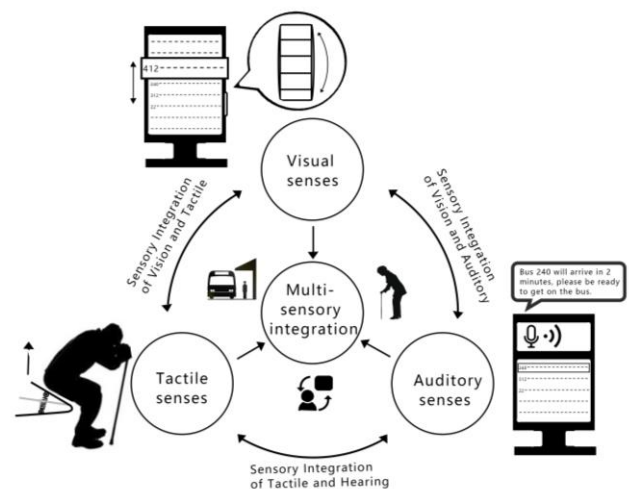 412
Visual
senses
Sensory Integration
of Vision and Tactile
Sensory Integration
of Vision and Auditory
Bus 240 will arrive in 2
minutes, please be ready
to get on the bus.
Multi-
sensory
integration
Tactile
senses
Auditory
senses
Sensory Integration
of Tactile and Hearing